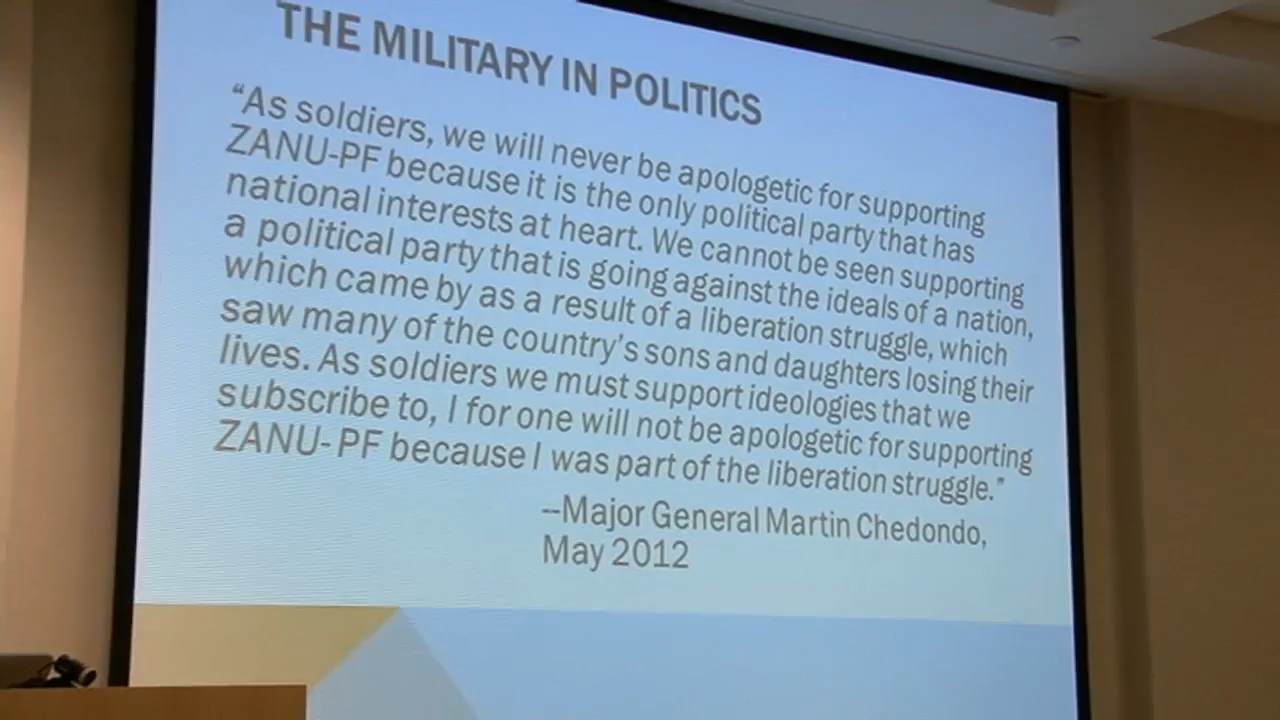 THE MILITARY IN POLITICS
“As soldiers, we will never be apologetic for supporting
ZANU-PF because it is the only political party that has
national interests at heart. We cannot be seen supporting
a political party that is going against the ideals of a nation,
which came by as a result of a liberation struggle, which
saw many of the country’s sons and daughters losing their
lives. As soldiers we must support ideologies that we
subscribe to, I for one will not be apologetic for supporting
ZANU- PF because I was part of the liberation struggle.”
--Major General Martin Chedondo,
May 2012